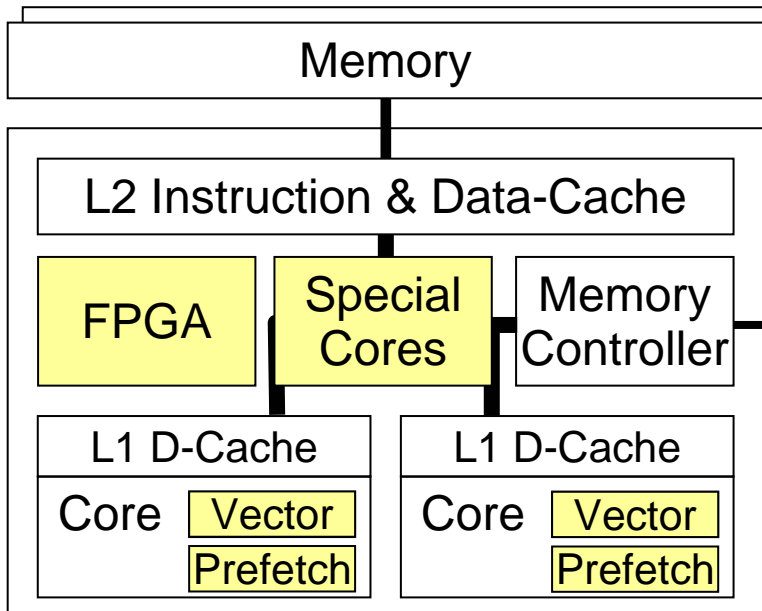 Memory
L2 Instruction & Data-Cache
FPGA
Special
Cores
Memory
Controller
L1 D-Cache
Core
Vector
Prefetch
L1 D-Cache
Core
Vector
Prefetch